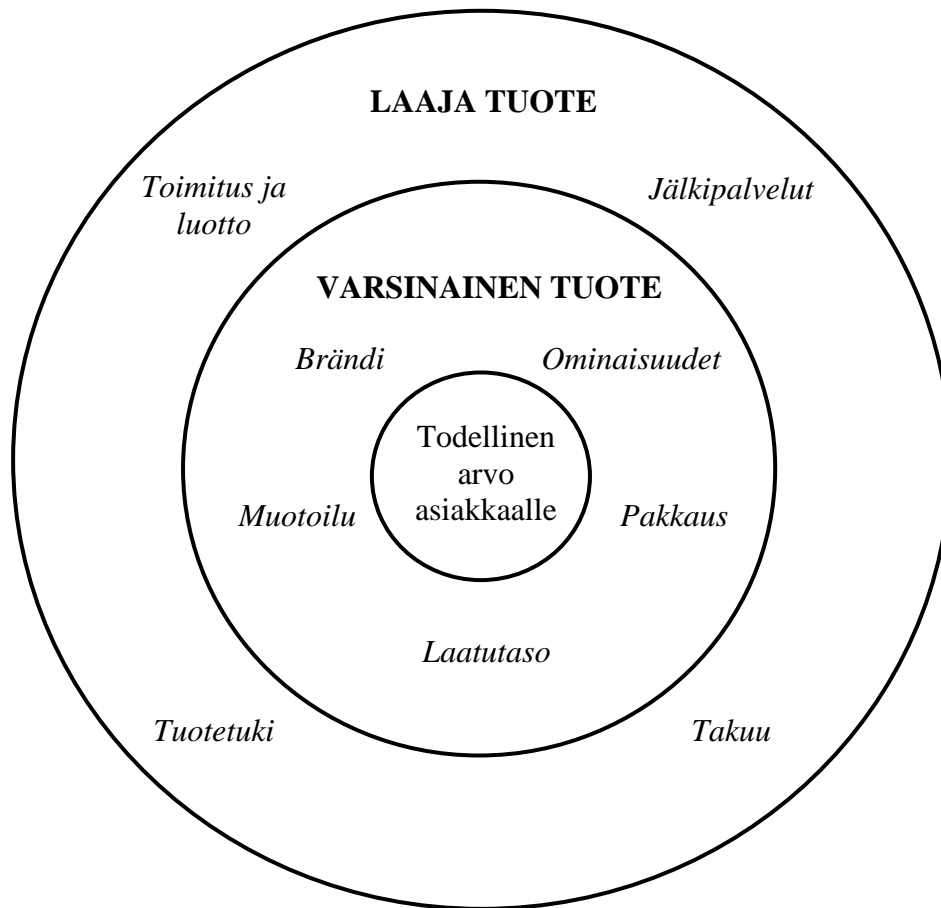 LAAJA TUOTE
Toimitus ja
luotto
Jälkipalvelut
VARSINAINEN TUOTE
Brändi
Ominaisuudet
Todellinen
arvo
asiakkaalle
Muotoilu
Pakkaus
Laatutaso
Tuotetuki
Takuu